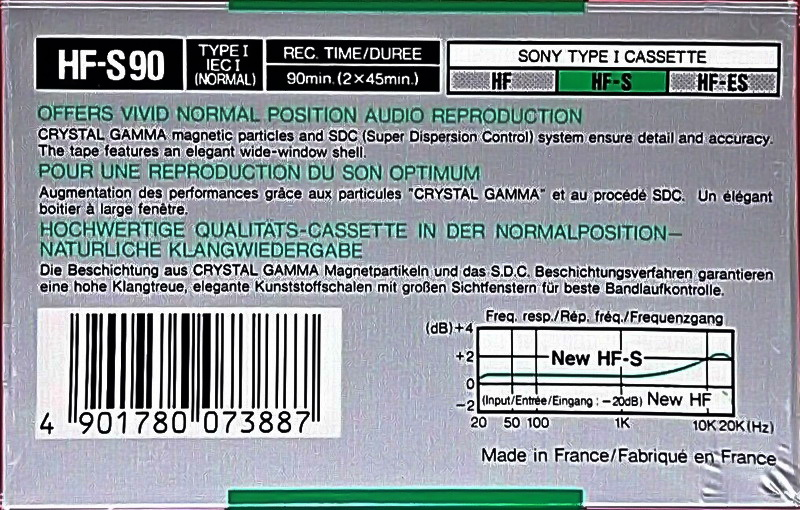 HF-S90
TYPE I
IEC I
(NORMAL)
REC. TIME/DURÉE
90min. (2×45min.)
SONY TYPE I CASSETTE
HF HF-S HF-ES
OFFERS VIVID NORMAL POSITION AUDIO REPRODUCTION
CRYSTAL GAMMA magnetic particles and SDC (Super Dispersion Control) system ensure detail and accuracy.
The tape features an elegant wide-window shell.
POUR UNE REPRODUCTION DU SON OPTIMUM
Augmentation des performances grâce aux particules "CRYSTAL GAMMA" et au procédé SDC. Un élégant
boitier à large fenêtre.
HOCHWERTIGE QUALITÄTS-CASSETTE IN DER NORMALPOSITION—
NATÜRLICHE KLANGWIEDERGABE
Die Beschichtung aus CRYSTAL GAMMA Magnetpartikeln und das S.D.C. Beschichtungsverfahren garantieren
eine hohe Klangtreue, elegante Kunststoffschalen mit großen Sichtfenstern für beste Bandlaufkontrolle.
4 901780 073887
Freq. resp./Rép. fréq./Frequenzgang
(dB)+4
+2
0
−2
New HF-S
(Input/Entrée/Eingang : −20dB) New HF
20 50 100 1K 10K 20K (Hz)
Made in France/Fabriqué en France